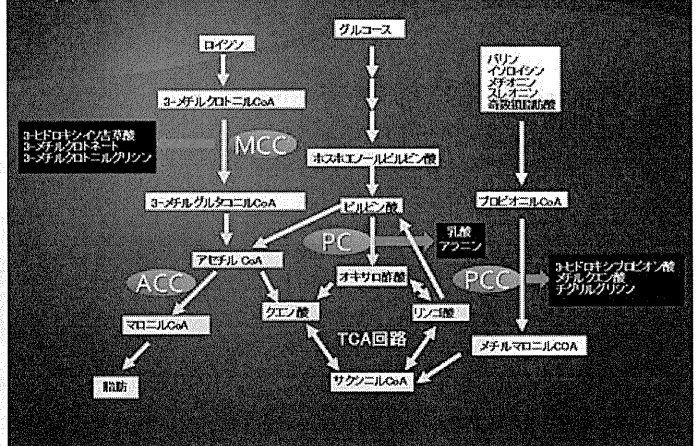 ロイシン
グルコース
バリン
イソロイシン
メチオニン
スレオニン
奇数鎖脂肪酸
3-メチルクロトニルCoA
3-ヒドロキシイソ吉草酸
3-メチルクロトネート
3-メチルクロトニルグリシン
MCC
ホスホエノールピルビン酸
3-メチルグルタコニルCoA
ピルビン酸
プロピオニルCoA
PC
乳酸
アラニン
アセチル CoA
ACC
オキサロ酢酸
PCC
3-ヒドロキシプロピオン酸
メチルクエン酸
チグリルグリシン
マロニルCoA
クエン酸
リンゴ酸
TCA回路
メチルマロニルCOA
脂肪
サクシニルCoA